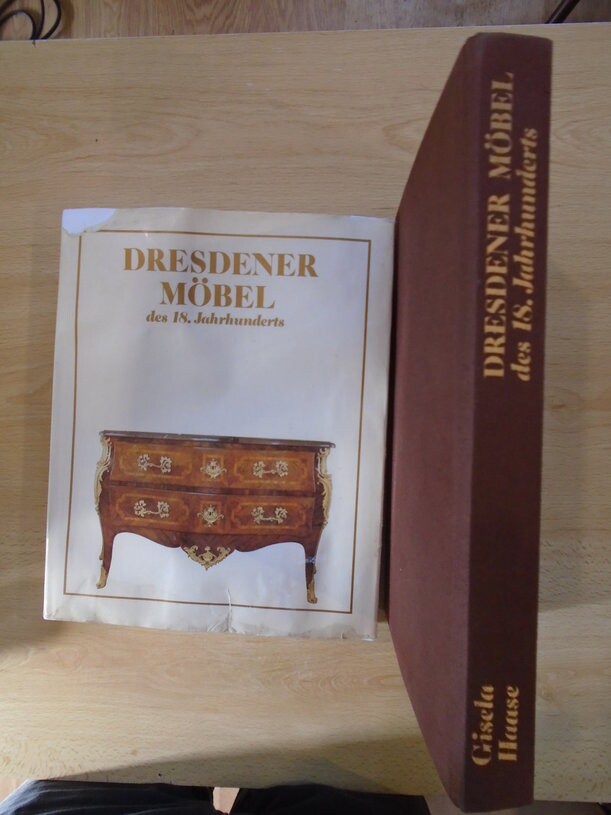 DRESDENER
MÖBEL
des 18. Jahrhunderts
DRESDENER MÖBEL
des 18. Jahrhunderts
Gisela
Haase